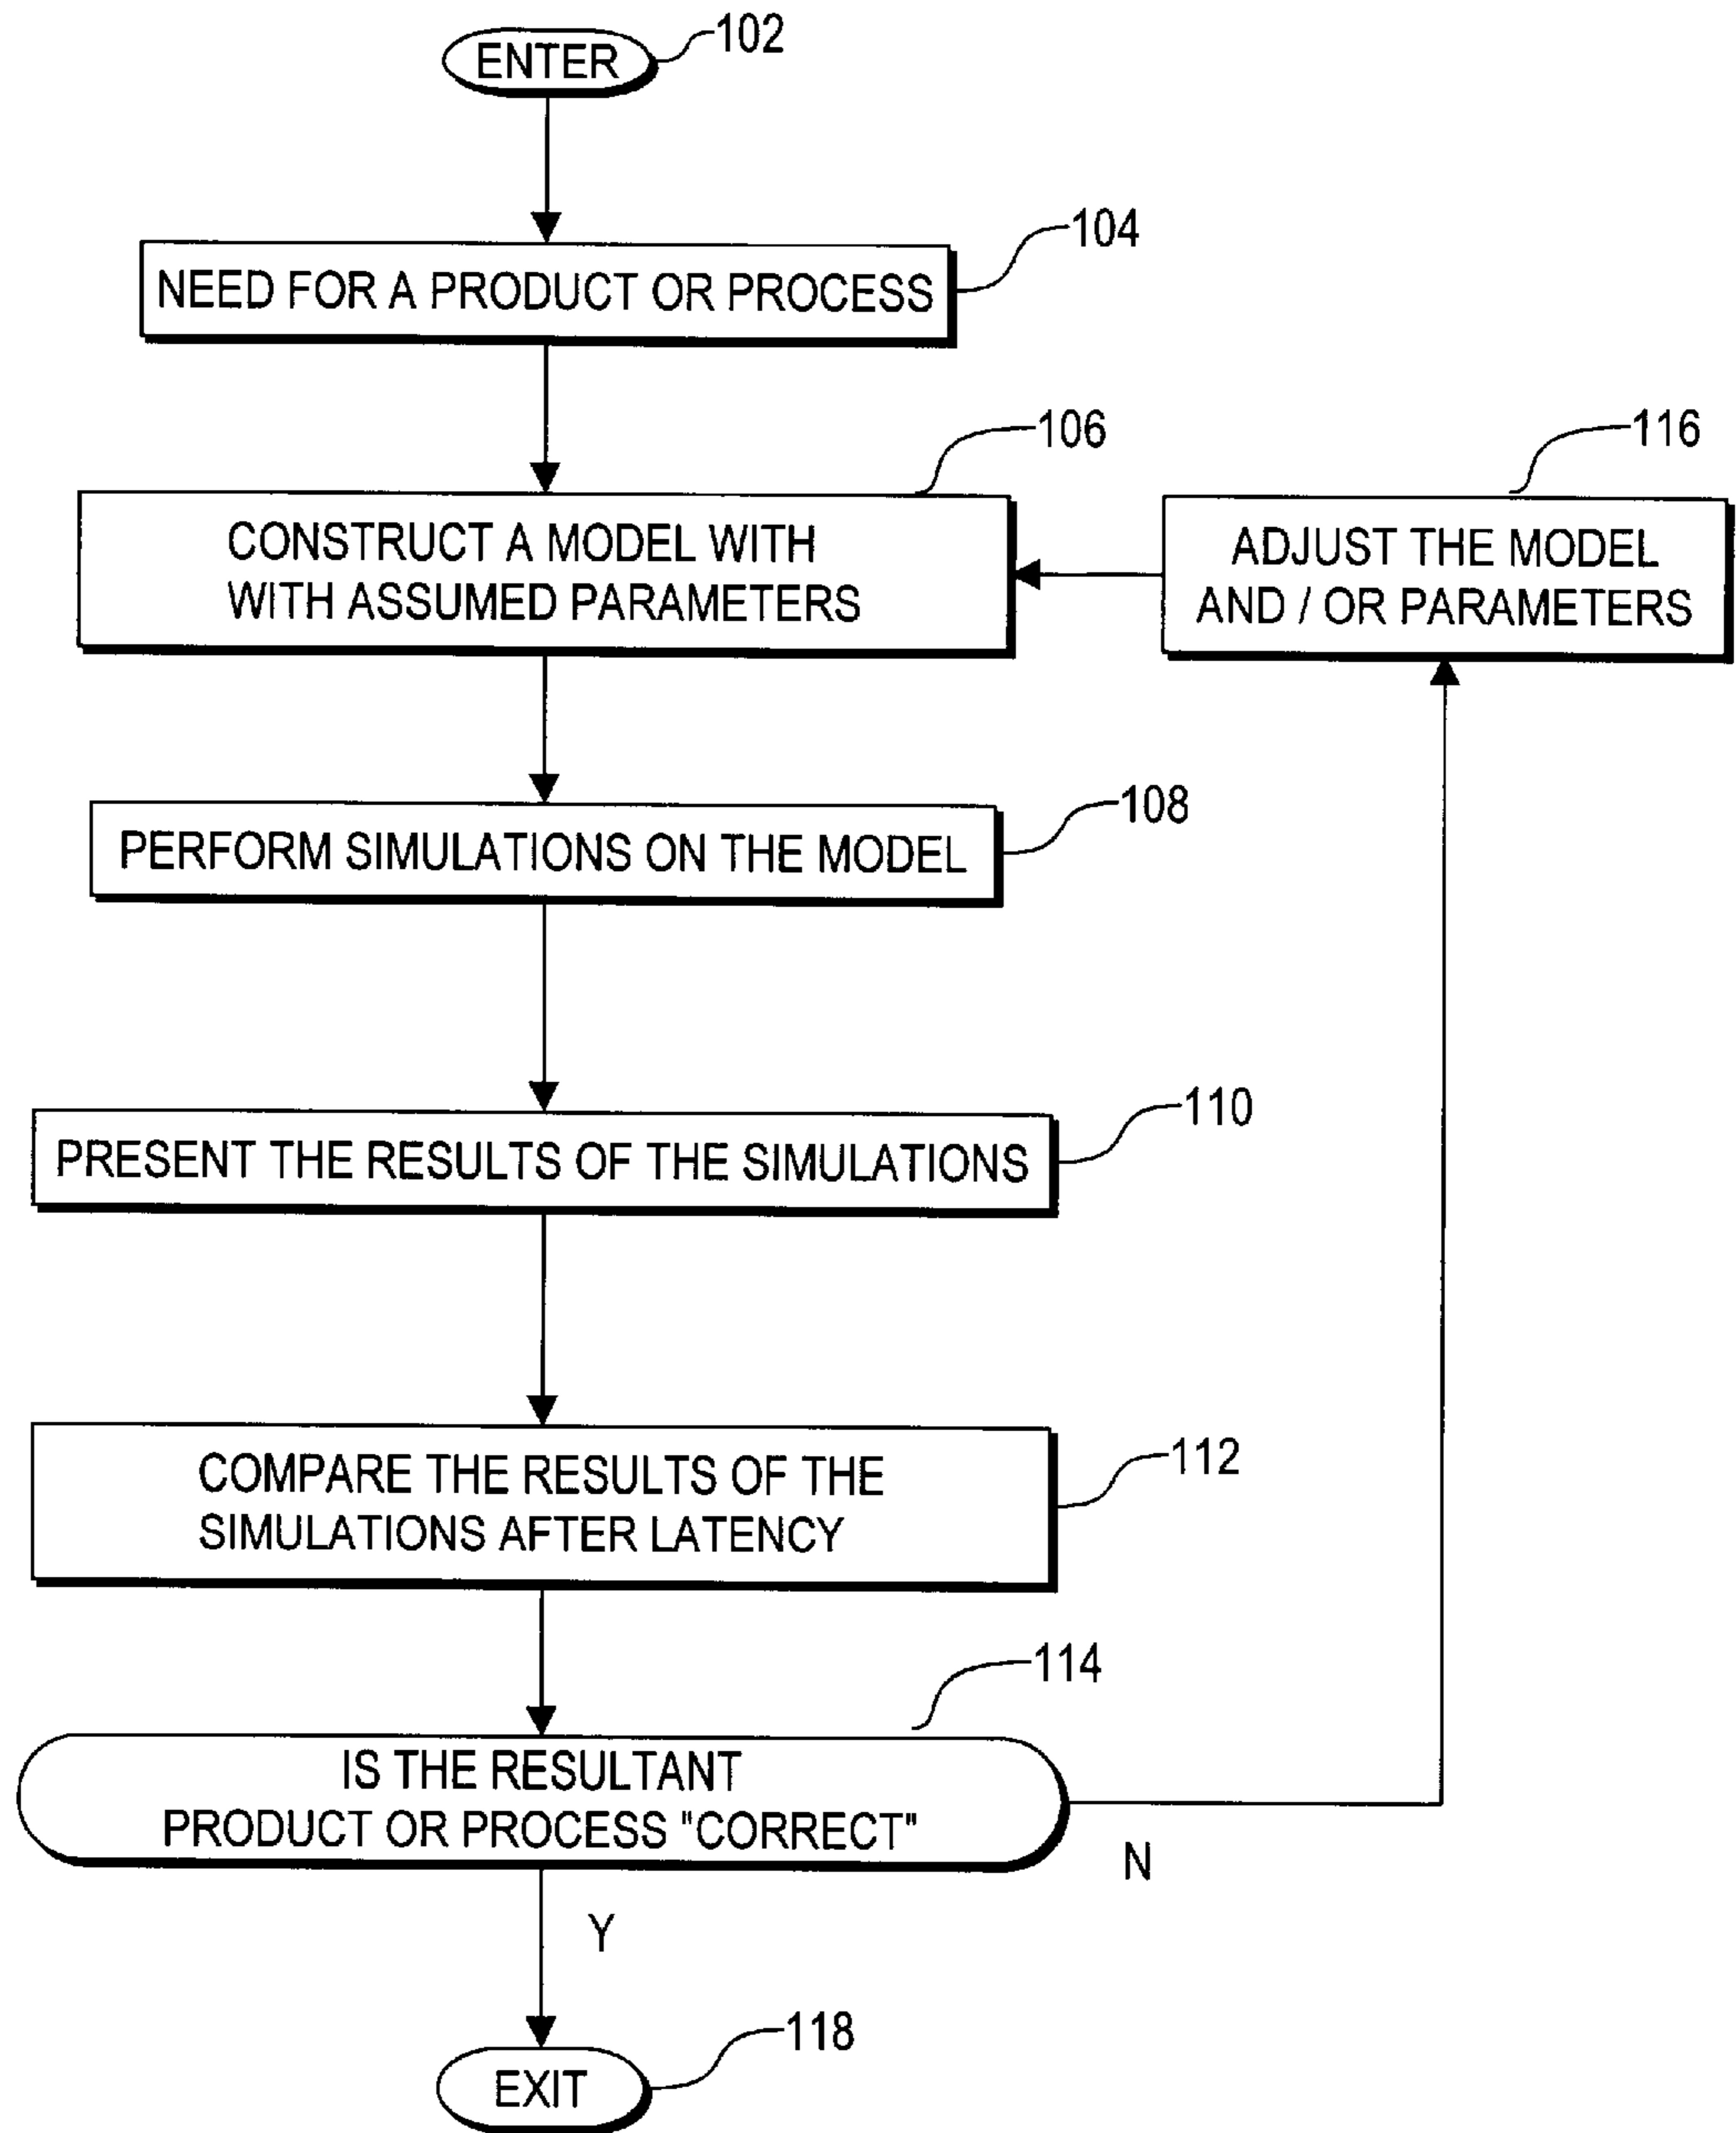 ENTER
102
NEED FOR A PRODUCT OR PROCESS
104
CONSTRUCT A MODEL WITH
WITH ASSUMED PARAMETERS
106
ADJUST THE MODEL
AND / OR PARAMETERS
116
PERFORM SIMULATIONS ON THE MODEL
108
PRESENT THE RESULTS OF THE SIMULATIONS
110
COMPARE THE RESULTS OF THE
SIMULATIONS AFTER LATENCY
112
IS THE RESULTANT
PRODUCT OR PROCESS "CORRECT"
114
N
Y
EXIT
118